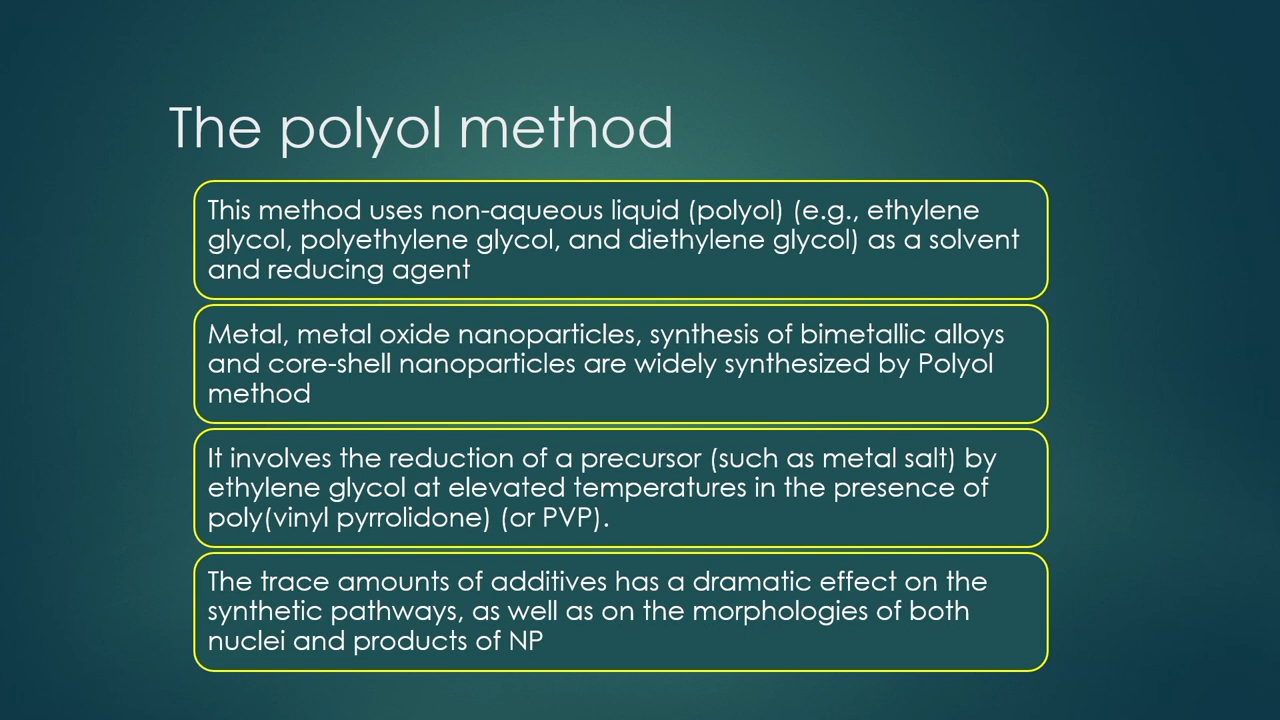 The polyol method
This method uses non-aqueous liquid (polyol) (e.g., ethylene
glycol, polyethylene glycol, and diethylene glycol) as a solvent
and reducing agent
Metal, metal oxide nanoparticles, synthesis of bimetallic alloys
and core-shell nanoparticles are widely synthesized by Polyol
method
It involves the reduction of a precursor (such as metal salt) by
ethylene glycol at elevated temperatures in the presence of
poly(vinyl pyrrolidone) (or PVP).
The trace amounts of additives has a dramatic effect on the
synthetic pathways, as well as on the morphologies of both
nuclei and products of NP